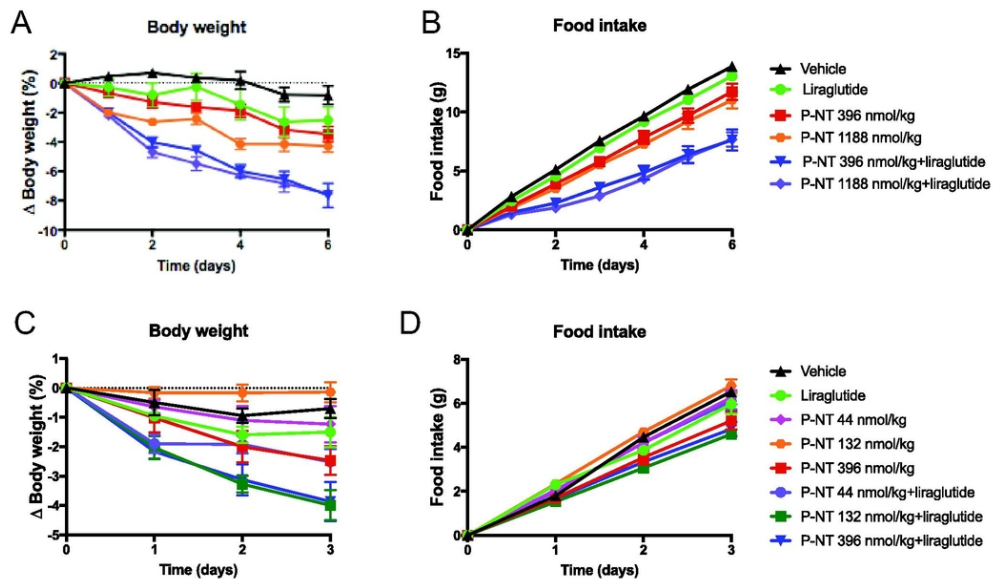 A
Body weight
Δ Body weight (%)
2
0
-2
-4
-6
-8
-10
0
2
4
6
Time (days)
B
Food intake
Food intake (g)
15
10
5
0
0
2
4
6
Time (days)
Vehicle
Liraglutide
P-NT 396 nmol/kg
P-NT 1188 nmol/kg
P-NT 396 nmol/kg+liraglutide
P-NT 1188 nmol/kg+liraglutide
C
Body weight
Δ Body weight (%)
1
0
-1
-2
-3
-4
-5
0
1
2
3
Time (days)
D
Food intake
Food intake (g)
8
6
4
2
0
0
1
2
3
Time (days)
Vehicle
Liraglutide
P-NT 44 nmol/kg
P-NT 132 nmol/kg
P-NT 396 nmol/kg
P-NT 44 nmol/kg+liraglutide
P-NT 132 nmol/kg+liraglutide
P-NT 396 nmol/kg+liraglutide